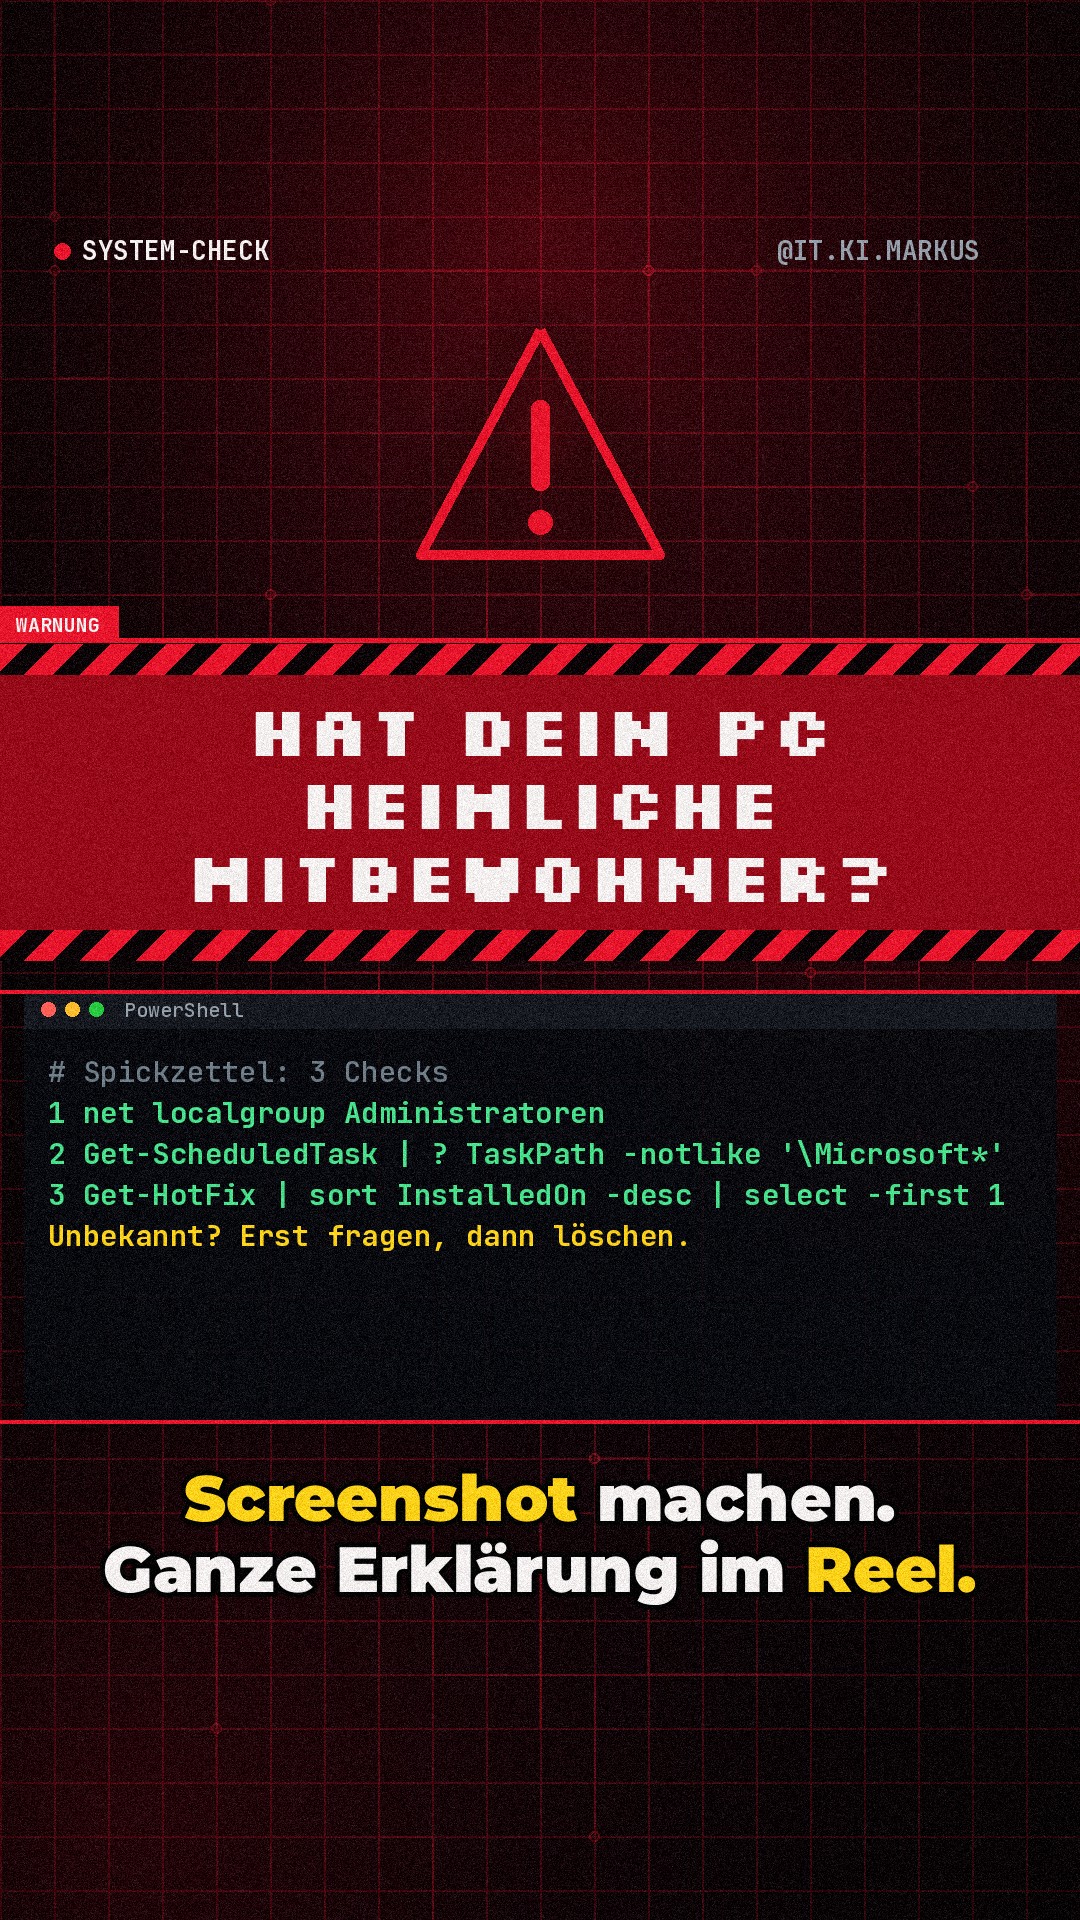 SYSTEM-CHECK
@IT.KI.MARKUS
WARNUNG
HAT DEIN PC
HEIMLICHE
MITBEWOHNER?
PowerShell
# Spickzettel: 3 Checks
1 net localgroup Administratoren
2 Get-ScheduledTask | ? TaskPath -notlike '\Microsoft*'
3 Get-HotFix | sort InstalledOn -desc | select -first 1
Unbekannt? Erst fragen, dann löschen.
Screenshot machen.
Ganze Erklärung im Reel.